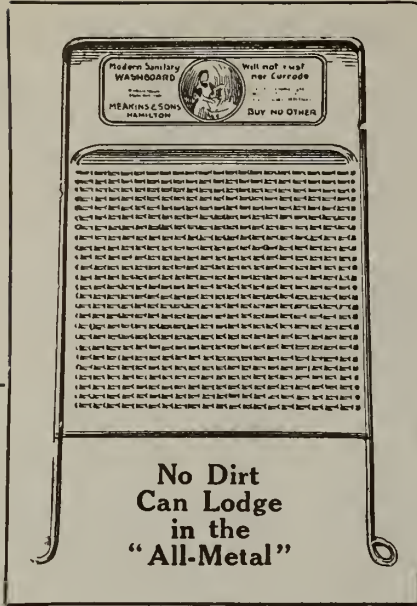 Modern Sanitary
WASHBOARD
MEAKINS & SONS
HAMILTON
Will not rust
nor Corrode
BUY NO OTHER
No Dirt
Can Lodge
in the
"All-Metal"